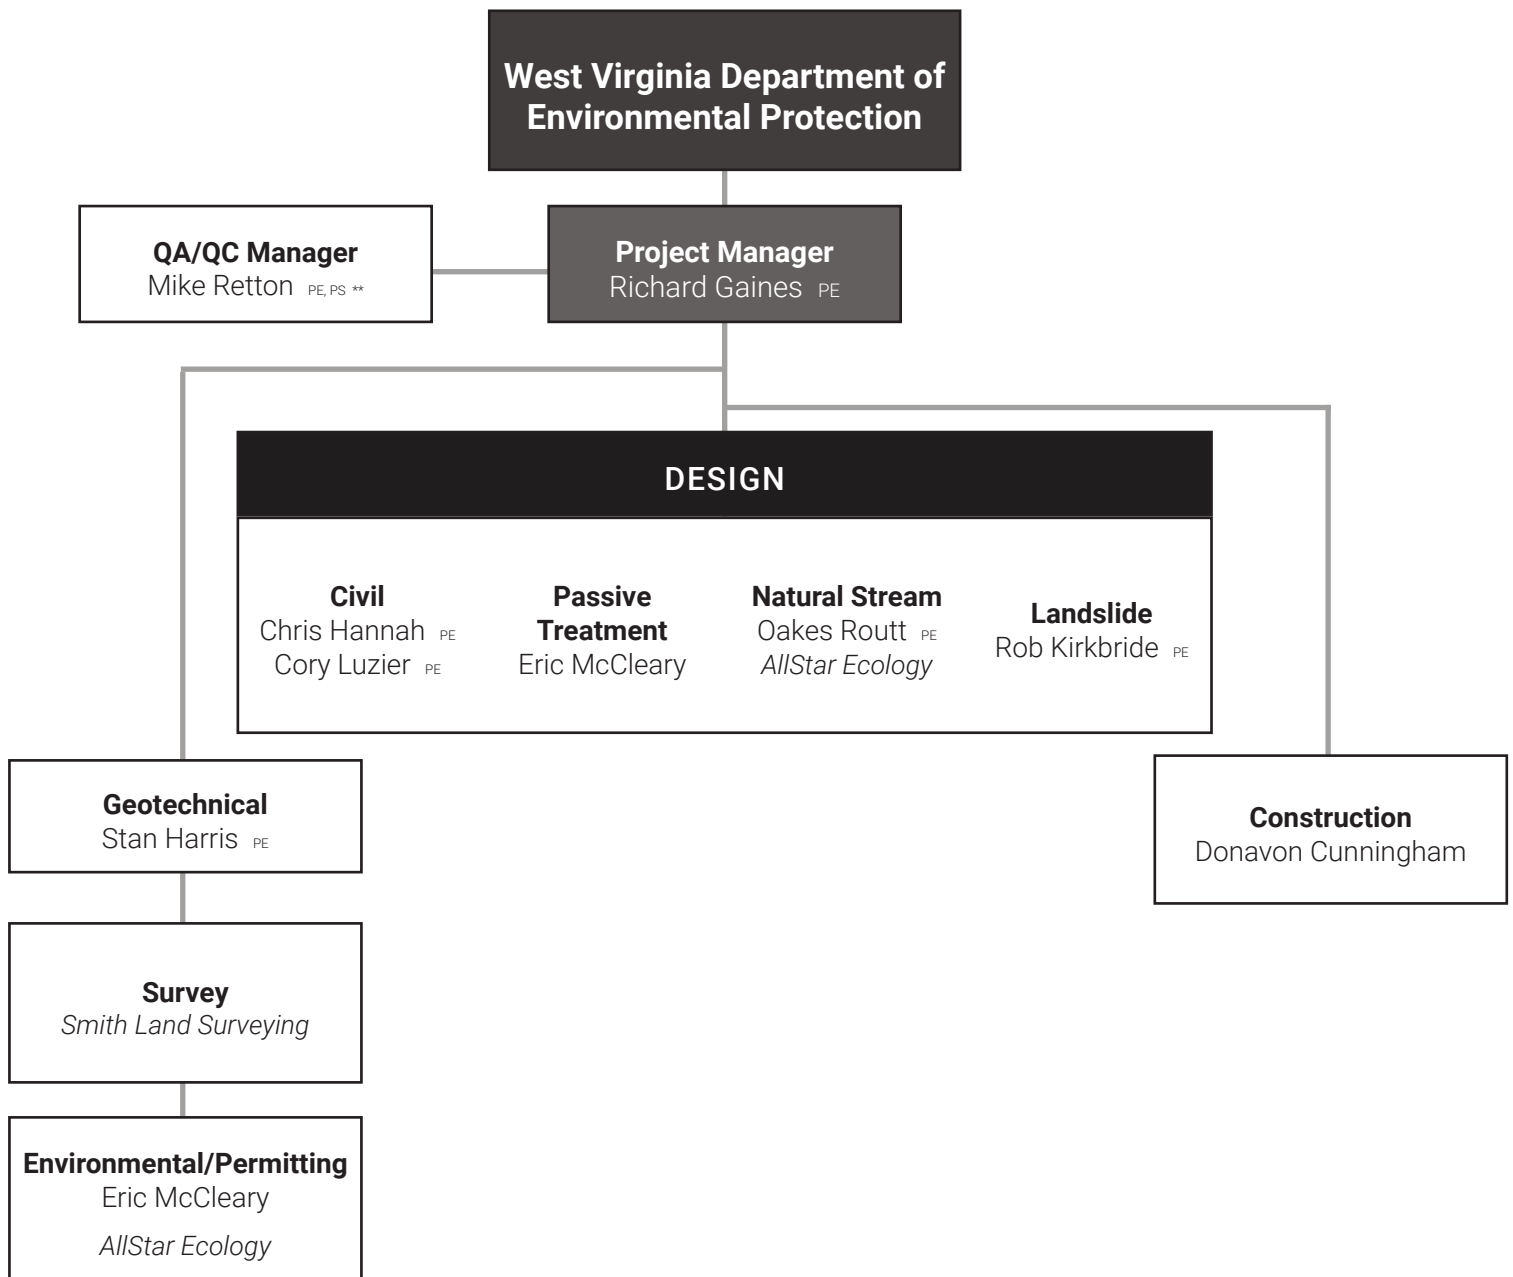 West Virginia Department of
Environmental Protection
QA/QC Manager
Mike Retton PE, PS **
Project Manager
Richard Gaines PE
DESIGN
Civil
Chris Hannah PE
Cory Luzier PE
Passive
Treatment
Eric McCleary
Natural Stream
Oakes Routt PE
AllStar Ecology
Landslide
Rob Kirkbride PE
Geotechnical
Stan Harris PE
Construction
Donavon Cunningham
Survey
Smith Land Surveying
Environmental/Permitting
Eric McCleary
AllStar Ecology